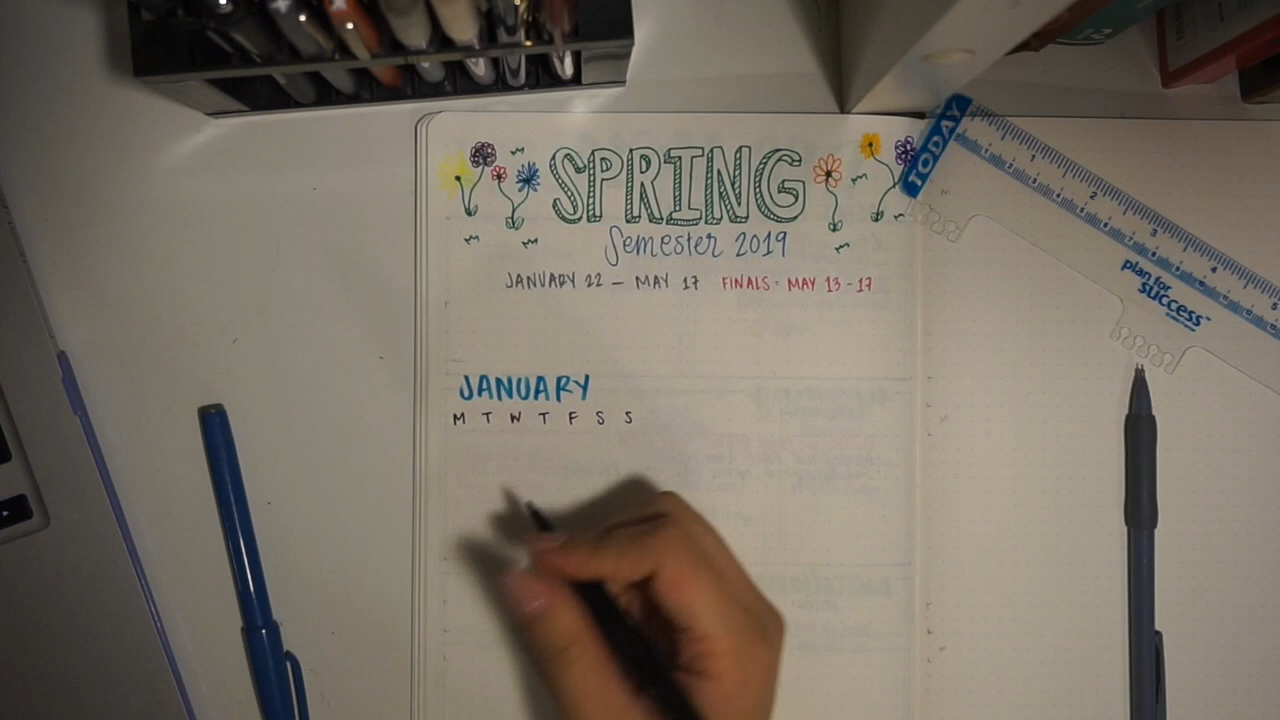 SPRING
Semester 2019
JANUARY 22 – MAY 17 FINALS: MAY 13-17
JANUARY
M T W T F S S
TODAY
plan for
success